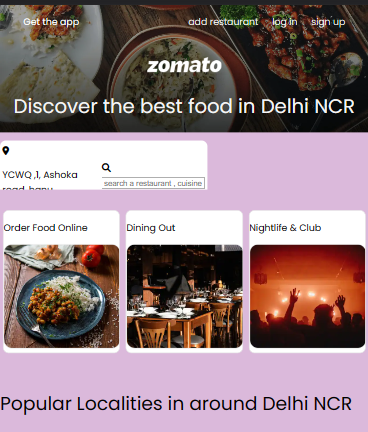 Get the app add restaurant log in sign up
zomato
Discover the best food in Delhi NCR
YCWQ ,1, Ashoka
road, banu
search a restaurant , cuisine
Order Food Online Dining Out Nightlife & Club
Popular Localities in around Delhi NCR